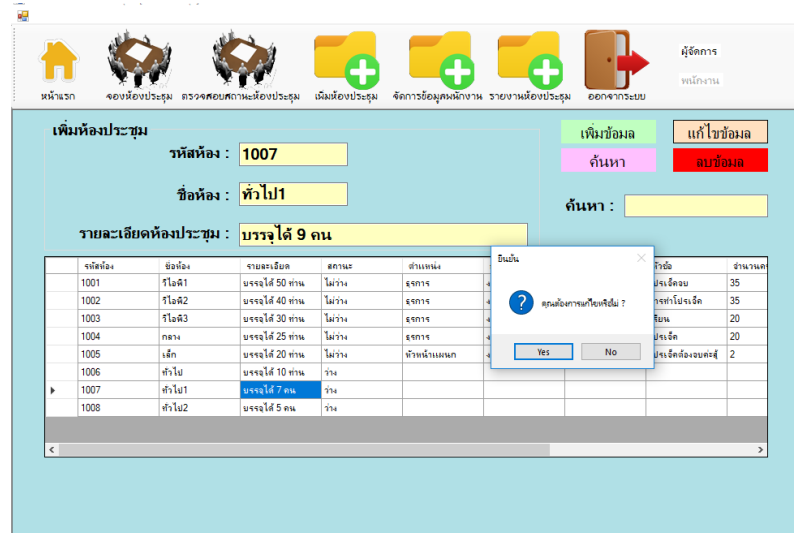 หน้าแรก จองห้องประชุม ตรวจสอบสถานะห้องประชุม เพิ่มห้องประชุม จัดการข้อมูลพนักงาน รายงานห้องประชุม ออกจากระบบ
ผู้จัดการ
พนักงาน
เพิ่มห้องประชุม
รหัสห้อง : 1007
ชื่อห้อง : ทั่วไป1
รายละเอียดห้องประชุม : บรรจุได้ 9 คน
เพิ่มข้อมูล แก้ไขข้อมูล
ค้นหา ลบข้อมูล
ค้นหา :
รหัสห้อง ชื่อห้อง รายละเอียด สถานะ ตำแหน่ง หัวข้อ จำนวนค
1001 วีไอพี1 บรรจุได้ 50 ท่าน ไม่ว่าง ธุรการ 35
1002 วีไอพี2 บรรจุได้ 40 ท่าน ไม่ว่าง ธุรการ ารทำโปรเจ็ค 35
1003 วีไอพี3 บรรจุได้ 30 ท่าน ไม่ว่าง ธุรการ เรียน 20
1004 กลาง บรรจุได้ 25 ท่าน ไม่ว่าง ธุรการ ปรเจ็ค 20
1005 เล็ก บรรจุได้ 20 ท่าน ไม่ว่าง หัวหน้าแผนก 2
1006 ทั่วไป บรรจุได้ 10 ท่าน ว่าง
1007 ทั่วไป1 บรรจุได้ 7 คน ว่าง
1008 ทั่วไป2 บรรจุได้ 5 คน ว่าง
ยืนยัน
คุณต้องการแก้ไขหรือไม่ ?
Yes No